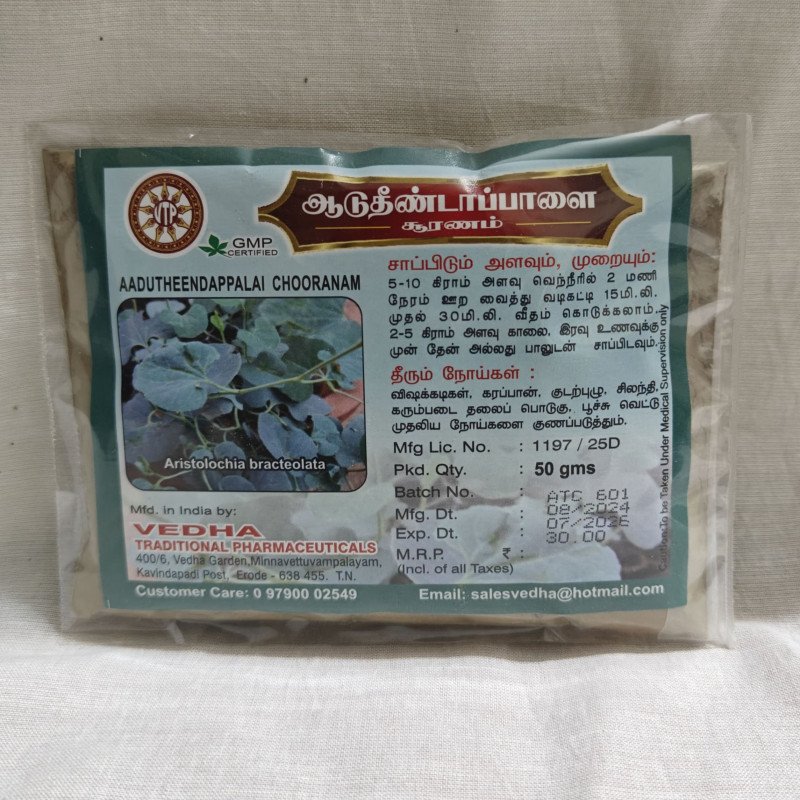 VTP
GMP
CERTIFIED
ஆடுதீண்டாப்பாளை
சூரணம்
AADUTHEENDAPPALAI CHOORANAM
Aristolochia bracteolata
Mfd. in India by:
VEDHA
TRADITIONAL PHARMACEUTICALS
400/6, Vedha Garden,Minnavettuvampalayam,
Kavindapadi Post, Erode - 638 455. T.N.
Customer Care: 0 97900 02549
சாப்பிடும் அளவும், முறையும்:
5-10 கிராம் அளவு வெந்நீரில் 2 மணி
நேரம் ஊற வைத்து வடிகட்டி 15மி.லி.
முதல் 30மி.லி. வீதம் கொடுக்கலாம்.
2-5 கிராம் அளவு காலை, இரவு உணவுக்கு
முன் தேன் அல்லது பாலுடன் சாப்பிடவும்.
தீரும் நோய்கள் :
விஷக்கடிகள், கரப்பான், குடற்புழு, சிலந்தி,
கரும்படை தலைப் பொடுகு, பூச்சு வெட்டு
முதலிய நோய்களை குணப்படுத்தும்.
Mfg Lic. No. : 1197 / 25D
Pkd. Qty. : 50 gms
Batch No. : ATC 601
Mfg. Dt. : 08/2024
Exp. Dt. : 07/2026
M.R.P. ₹ : 30.00
(Incl. of all Taxes)
Email: salesvedha@hotmail.com
Caution:To be Taken Under Medical Supervision only